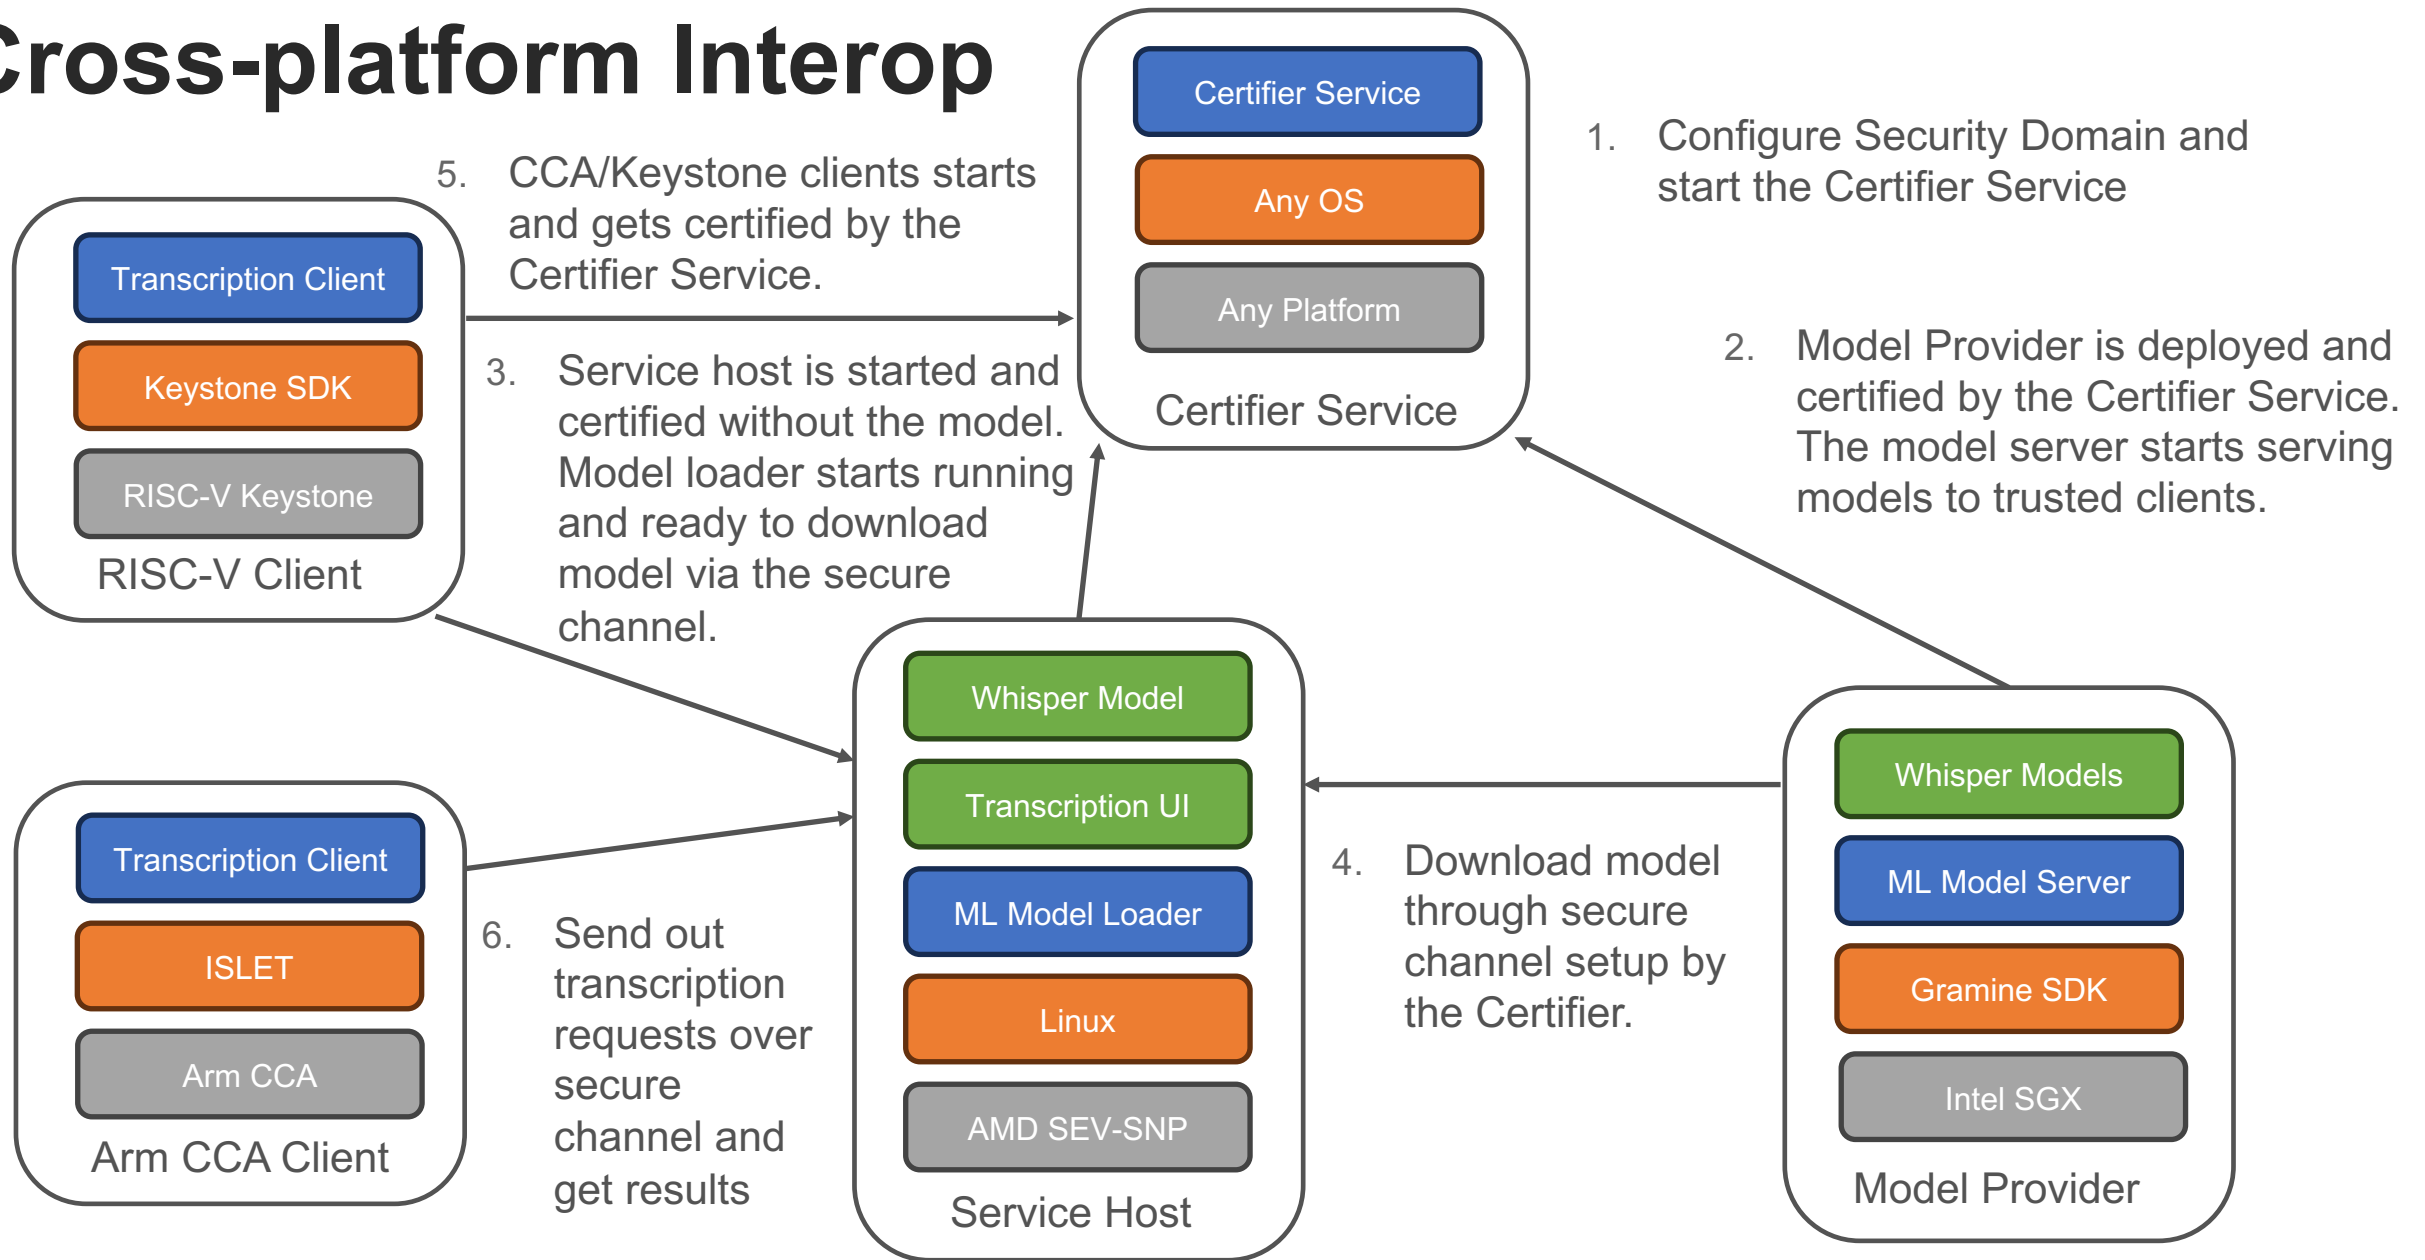 Cross-platform Interop
Certifier Service
Any OS
Any Platform
Certifier Service
1. Configure Security Domain and
start the Certifier Service
2. Model Provider is deployed and
certified by the Certifier Service.
The model server starts serving
models to trusted clients.
5. CCA/Keystone clients starts
and gets certified by the
Certifier Service.
Transcription Client
Keystone SDK
RISC-V Keystone
RISC-V Client
3. Service host is started and
certified without the model.
Model loader starts running
and ready to download
model via the secure
channel.
Whisper Model
Transcription UI
ML Model Loader
Linux
AMD SEV-SNP
Service Host
Whisper Models
ML Model Server
Gramine SDK
Intel SGX
Model Provider
4. Download model
through secure
channel setup by
the Certifier.
Transcription Client
ISLET
Arm CCA
Arm CCA Client
6. Send out
transcription
requests over
secure
channel and
get results